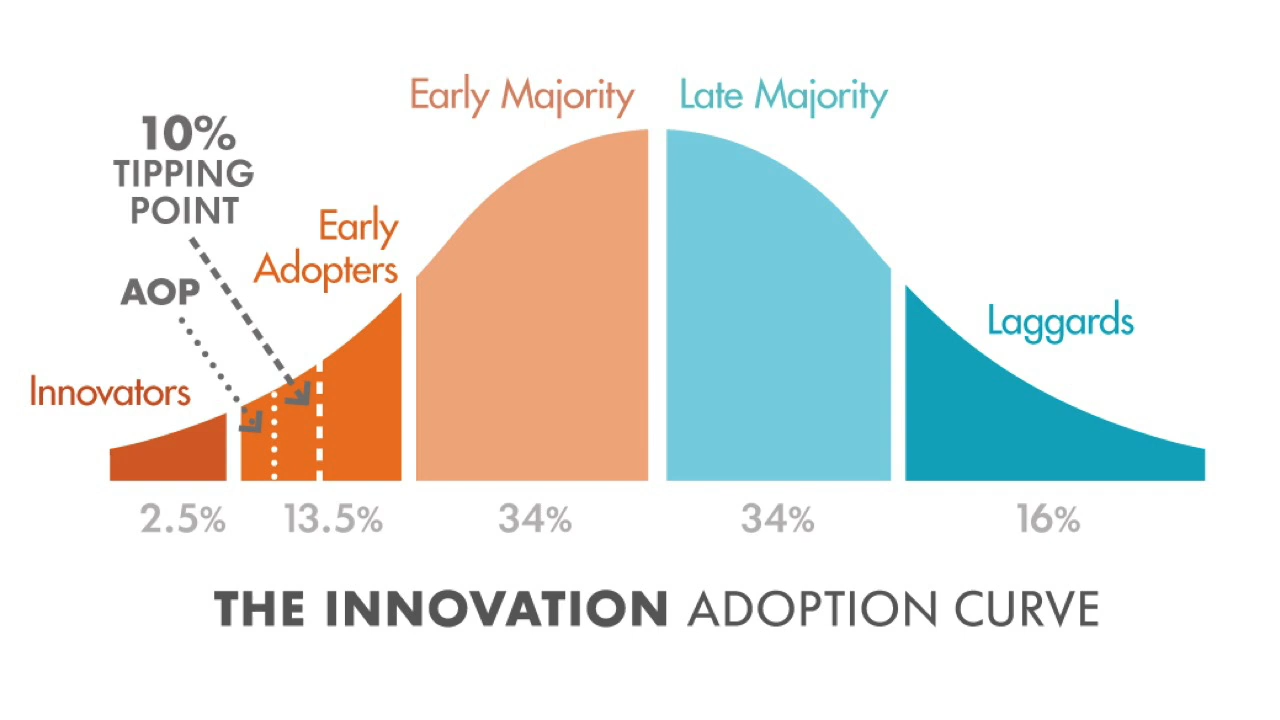 Early Majority
Late Majority
10%
TIPPING
POINT
Early
Adopters
AOP
Laggards
Innovators
2.5%
13.5%
34%
34%
16%
THE INNOVATION ADOPTION CURVE